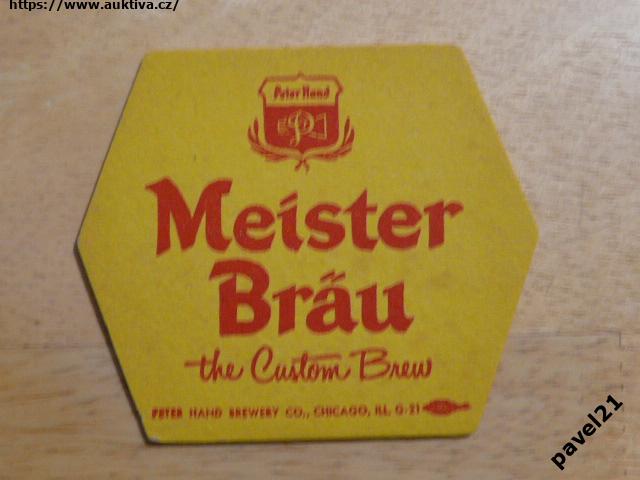 https://www.auktiva.cz/
Peter Hand
Meister
Bräu
the Custom Brew
PETER HAND BREWERY CO., CHICAGO, ILL. G-21
pavel21